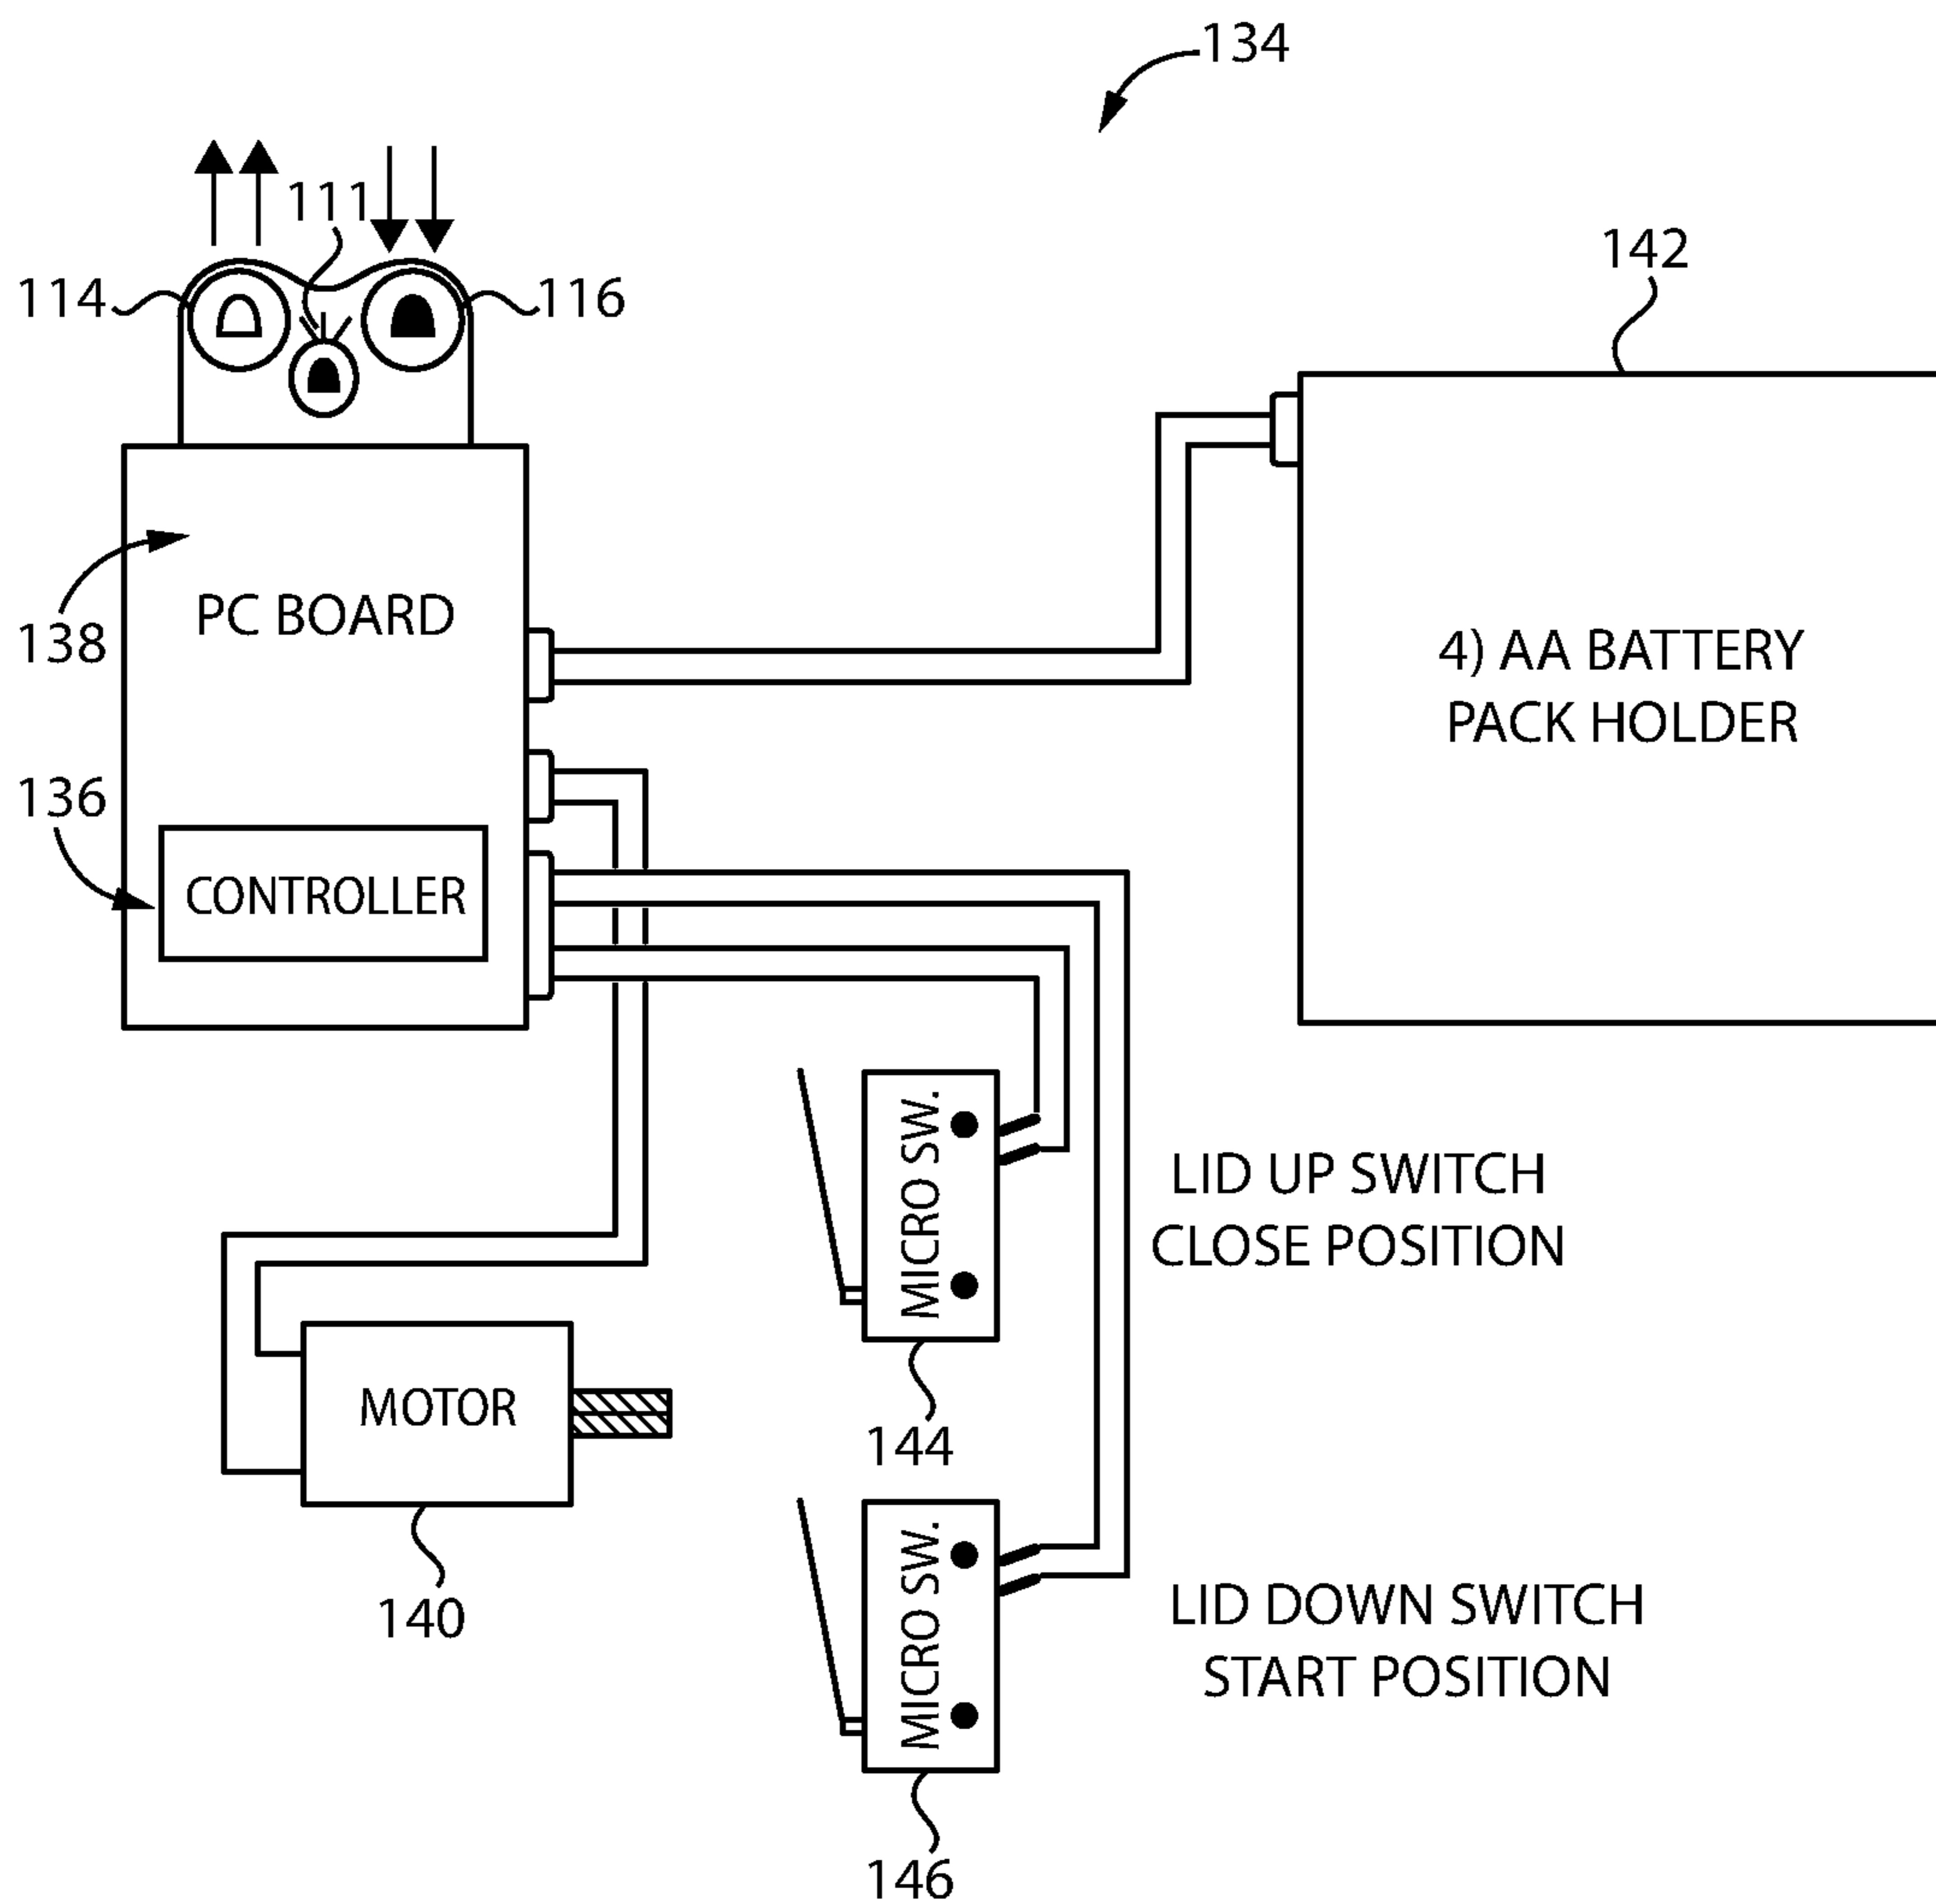 134
111
114
116
142
138
PC BOARD
4) AA BATTERY
PACK HOLDER
136
CONTROLLER
MICRO SW.
LID UP SWITCH
CLOSE POSITION
MOTOR
144
140
MICRO SW.
LID DOWN SWITCH
START POSITION
146